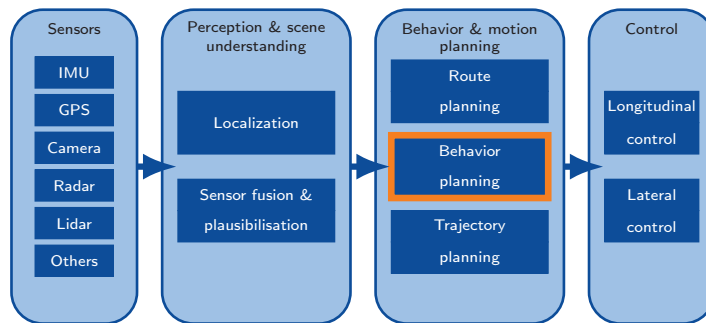 Sensors
IMU
GPS
Camera
Radar
Lidar
Others
Perception & scene
understanding
Localization
Sensor fusion &
plausibilisation
Behavior & motion
planning
Route
planning
Behavior
planning
Trajectory
planning
Control
Longitudinal
control
Lateral
control